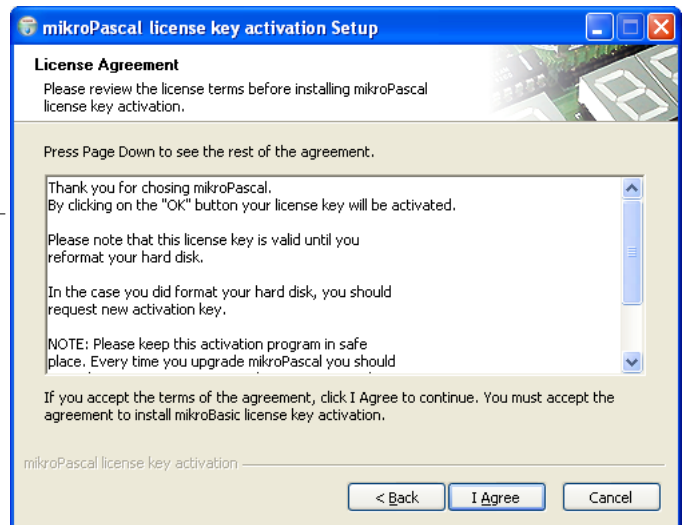 mikroPascal license key activation Setup
License Agreement
Please review the license terms before installing mikroPascal
license key activation.
Press Page Down to see the rest of the agreement.
Thank you for chosing mikroPascal.
By clicking on the "OK" button your license key will be activated.
Please note that this license key is valid until you
reformat your hard disk.
In the case you did format your hard disk, you should
request new activation key.
NOTE: Please keep this activation program in safe
place. Every time you upgrade mikroPascal you should
If you accept the terms of the agreement, click I Agree to continue. You must accept the
agreement to install mikroBasic license key activation.
mikroPascal license key activation
< Back I Agree Cancel